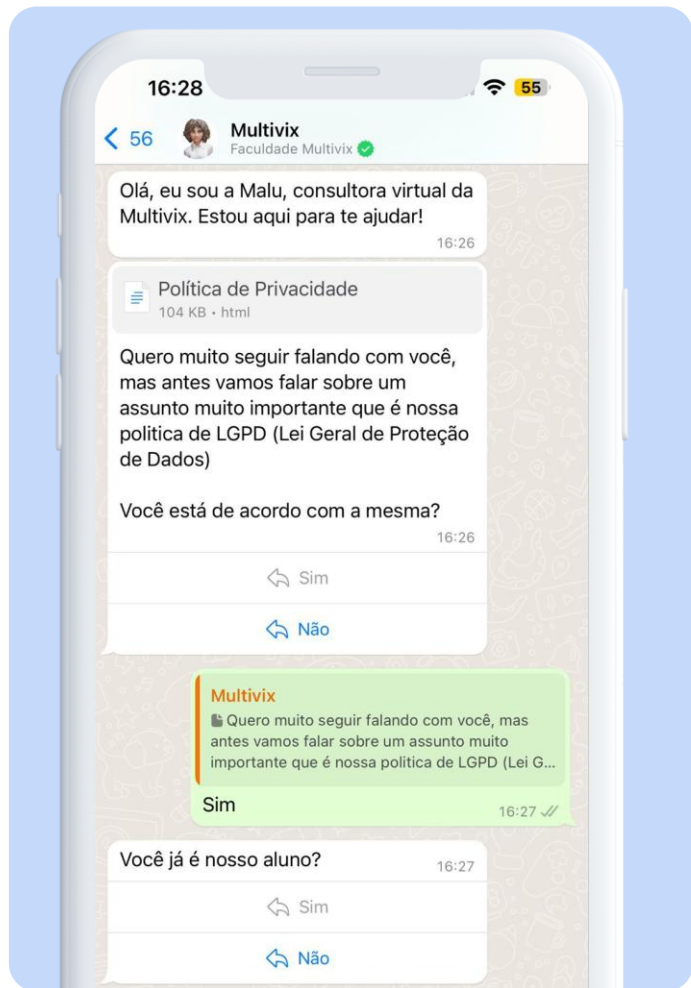 16:28
55
56
Multivix
Faculdade Multivix
Olá, eu sou a Malu, consultora virtual da
Multivix. Estou aqui para te ajudar!
16:26
Política de Privacidade
104 KB • html
Quero muito seguir falando com você,
mas antes vamos falar sobre um
assunto muito importante que é nossa
politica de LGPD (Lei Geral de Proteção
de Dados)
Você está de acordo com a mesma?
16:26
Sim
Não
Multivix
Quero muito seguir falando com você, mas
antes vamos falar sobre um assunto muito
importante que é nossa politica de LGPD (Lei G...
Sim
16:27
Você já é nosso aluno?
16:27
Sim
Não